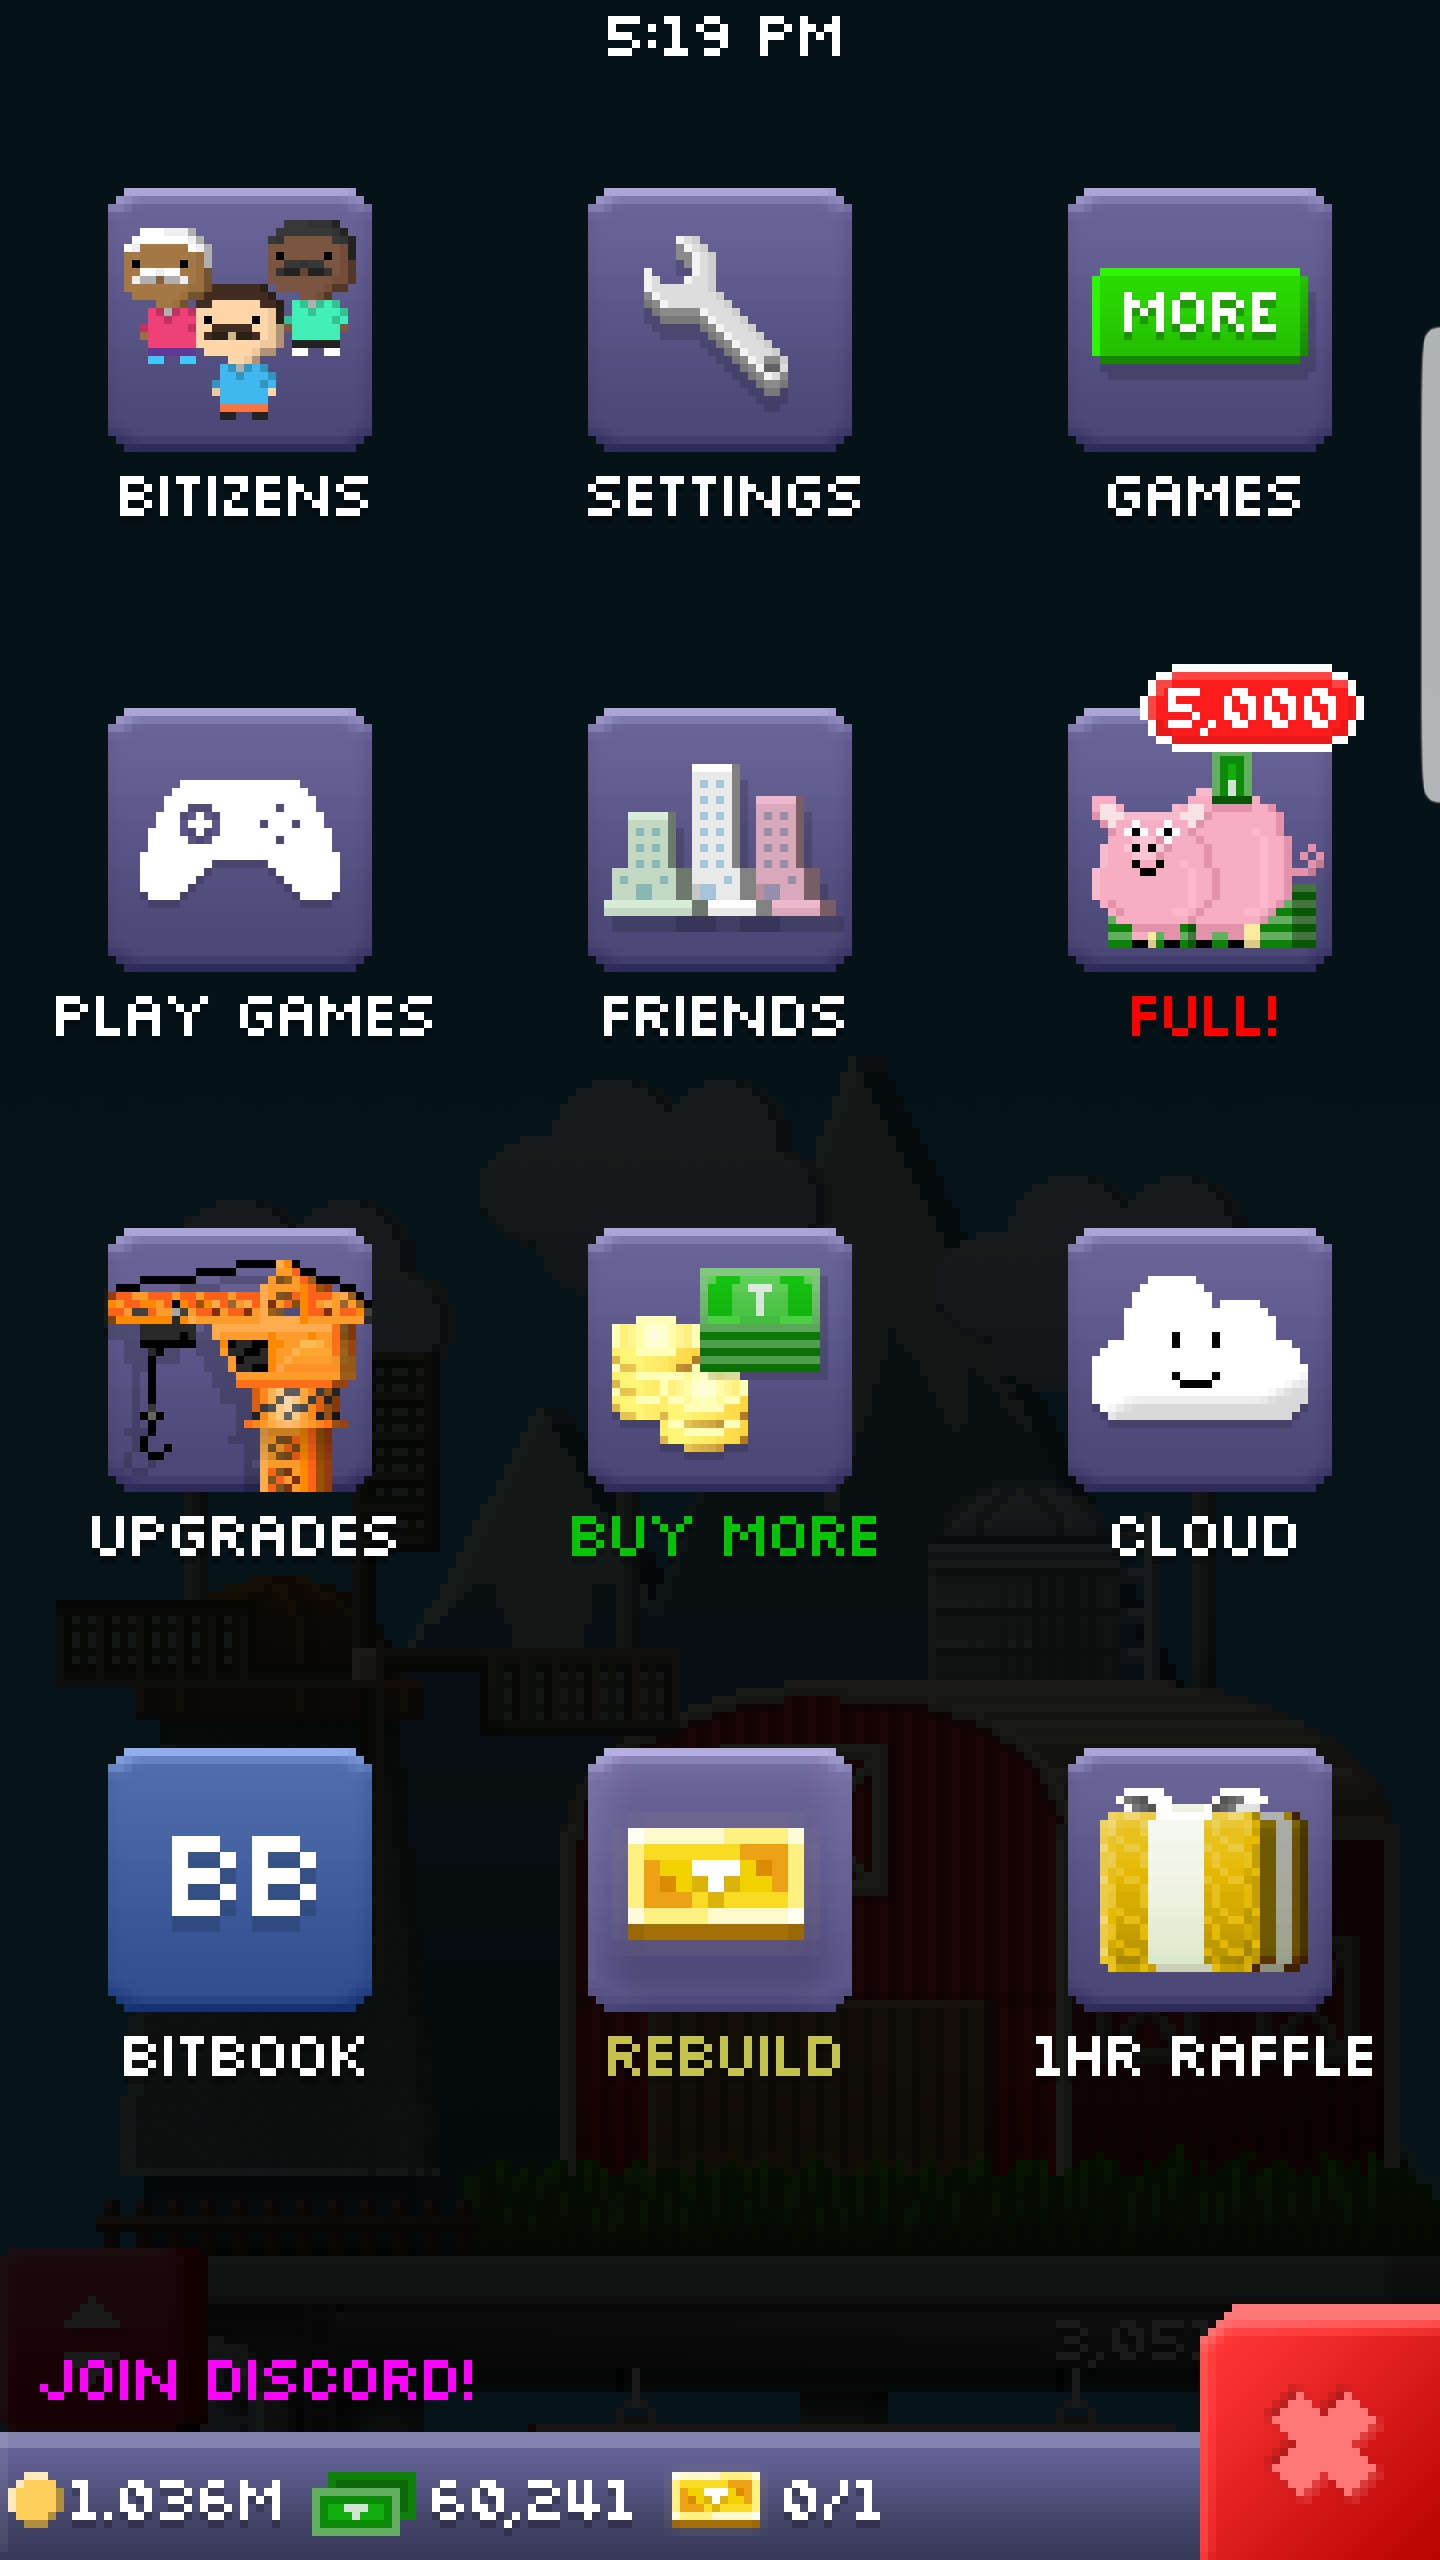 5:19 PM
MORE
BITIZENS
SETTINGS
GAMES
5,000
PLAY GAMES
FRIENDS
FULL!
T
UPGRADES
BUY MORE
CLOUD
BB
BITBOOK
REBUILD
1HR RAFFLE
JOIN DISCORD!
1.036M
60,241
0/1